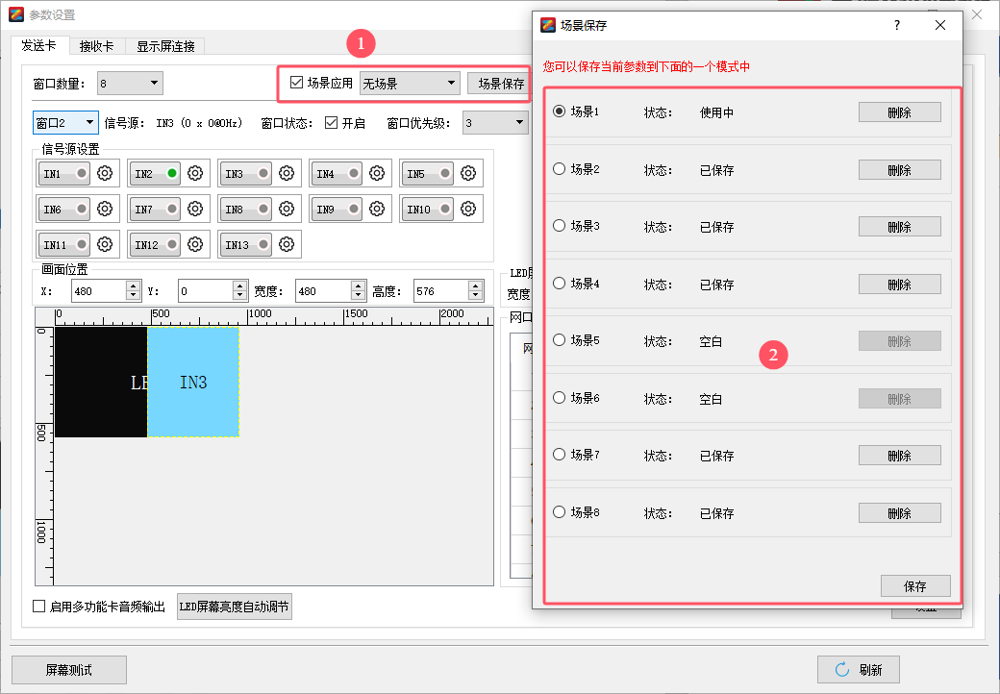 参数设置
发送卡 接收卡 显示屏连接
1
窗口数量: 8 场景应用 无场景 场景保存
窗口2 信号源: IN3 (0 x 0@0Hz) 窗口状态: 开启 窗口优先级: 3
信号源设置
IN1 IN2 IN3 IN4 IN5
IN6 IN7 IN8 IN9 IN10
IN11 IN12 IN13
画面位置
X: 480 Y: 0 宽度: 480 高度: 576
LED
宽度
网口
0 500 1000 1500 2000
0
500
1000
LE IN3
启用多功能卡音频输出 LED屏幕亮度自动调节
屏幕测试 刷新
场景保存 ?
您可以保存当前参数到下面的一个模式中
场景1 状态: 使用中 删除
场景2 状态: 已保存 删除
场景3 状态: 已保存 删除
场景4 状态: 已保存 删除
场景5 状态: 空白 删除
2
场景6 状态: 空白 删除
场景7 状态: 已保存 删除
场景8 状态: 已保存 删除
保存